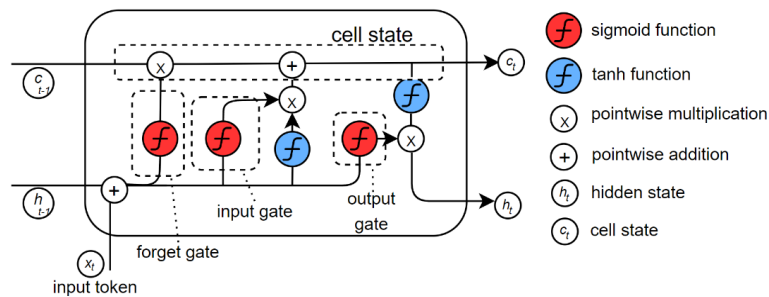 cell state
c t-1
x
+
c t
x
x
h t-1
+
input gate
output
gate
h t
forget gate
x t
input token
sigmoid function
tanh function
x
pointwise multiplication
+
pointwise addition
h t
hidden state
c t
cell state